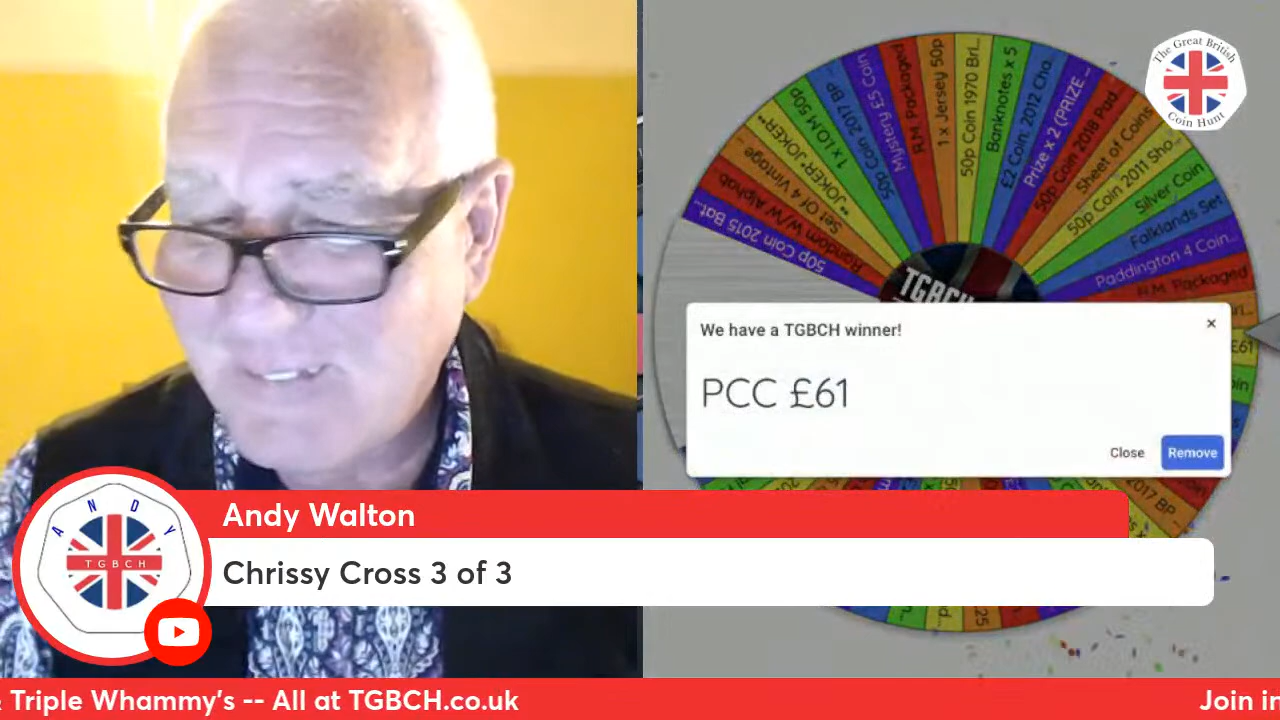 The Great British
Coin Hunt
50p Coin 2015 Bat...
Random W/W Alphab
Set Of 4 Vintage
** JOKER* JOKER**
1 x I.O.M 50p
50p Coin 2017 BP...
Mystery £5 Coin
R.M. Packaged
1 x Jersey 50p
50p Coin 1970 Bri...
Banknotes x 5
£2 Coin: 2012 Cha...
Prize x 2 (PRIZE ...
50p Coin 2018 Pad...
Sheet of Coins
50p Coin 2011 Sho...
Silver Coin
Falklands Set
Paddington 4 Coin...
R.M. Packaged
£61
TGBCH
We have a TGBCH winner!
×
PCC £61
Close
Remove
2017 BP...
Andy Walton
Chrissy Cross 3 of 3
ANDY
TGBCH
Triple Whammy's -- All at TGBCH.co.uk
Join in